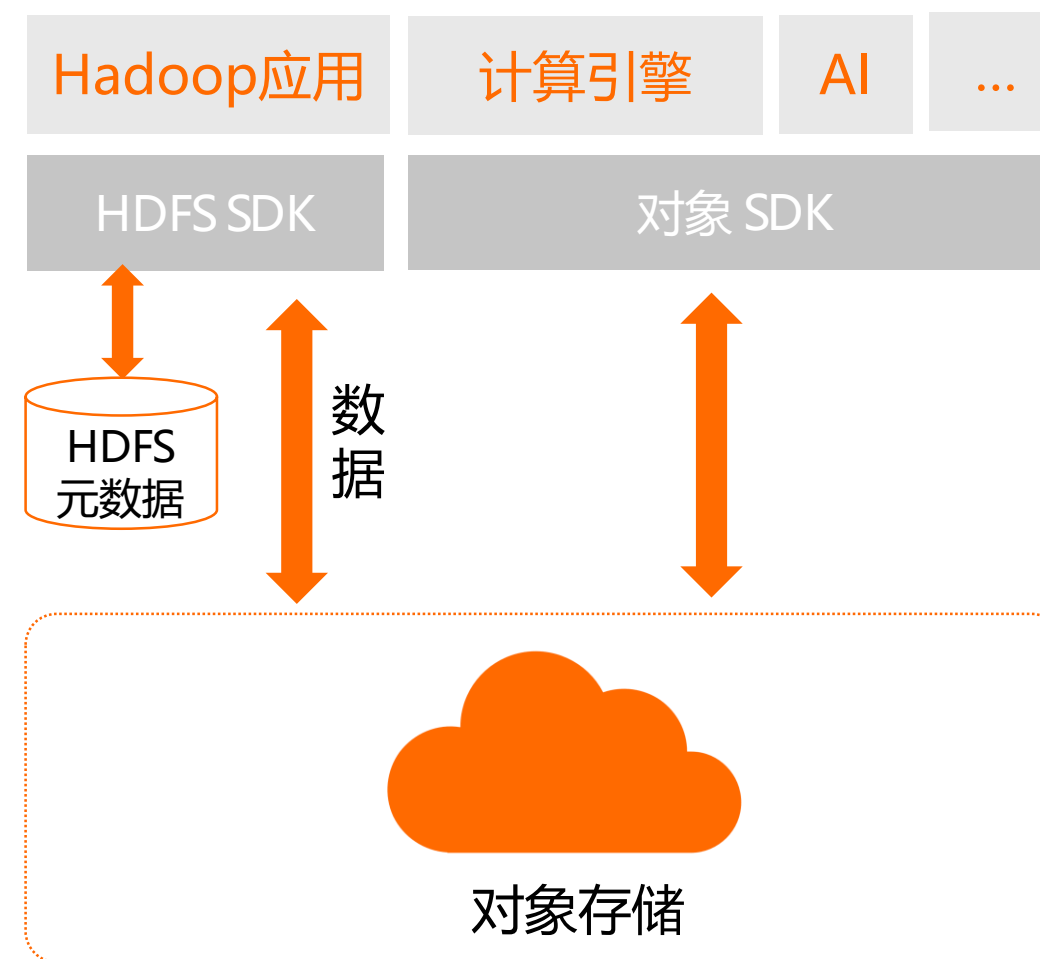 Hadoop应用
计算引擎
AI
...
HDFS SDK
对象 SDK
数
据
HDFS
元数据
对象存储